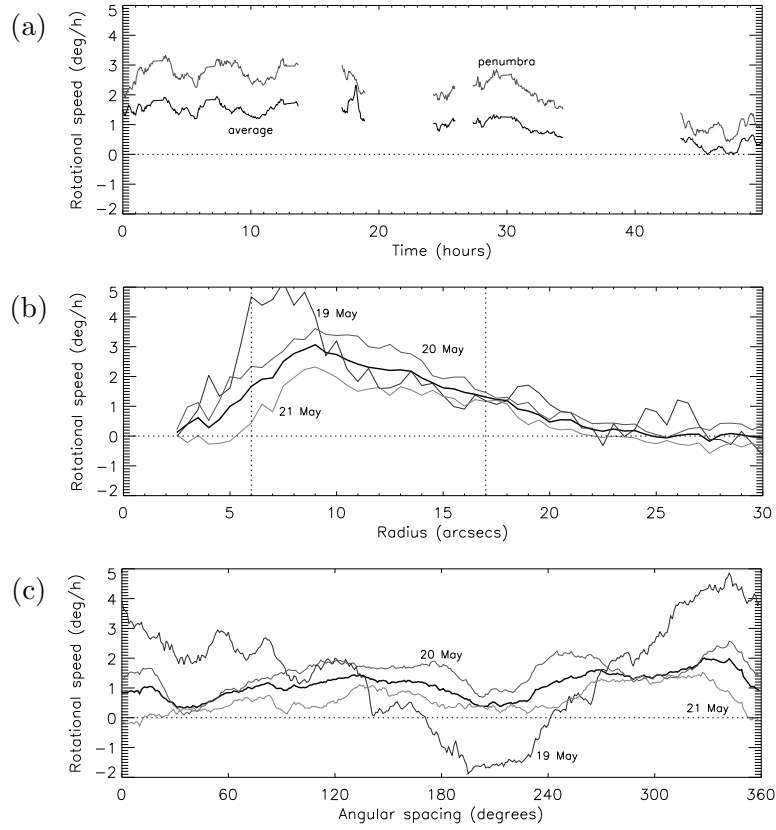 (a)
Rotational speed (deg/h)
5
4
3
2
1
0
−1
−2
penumbra
average
0 10 20 30 40
Time (hours)
(b)
Rotational speed (deg/h)
5
4
3
2
1
0
−1
−2
19 May
20 May
21 May
0 5 10 15 20 25 30
Radius (arcsecs)
(c)
Rotational speed (deg/h)
5
4
3
2
1
0
−1
−2
20 May
21 May
19 May
0 60 120 180 240 300 360
Angular spacing (degrees)